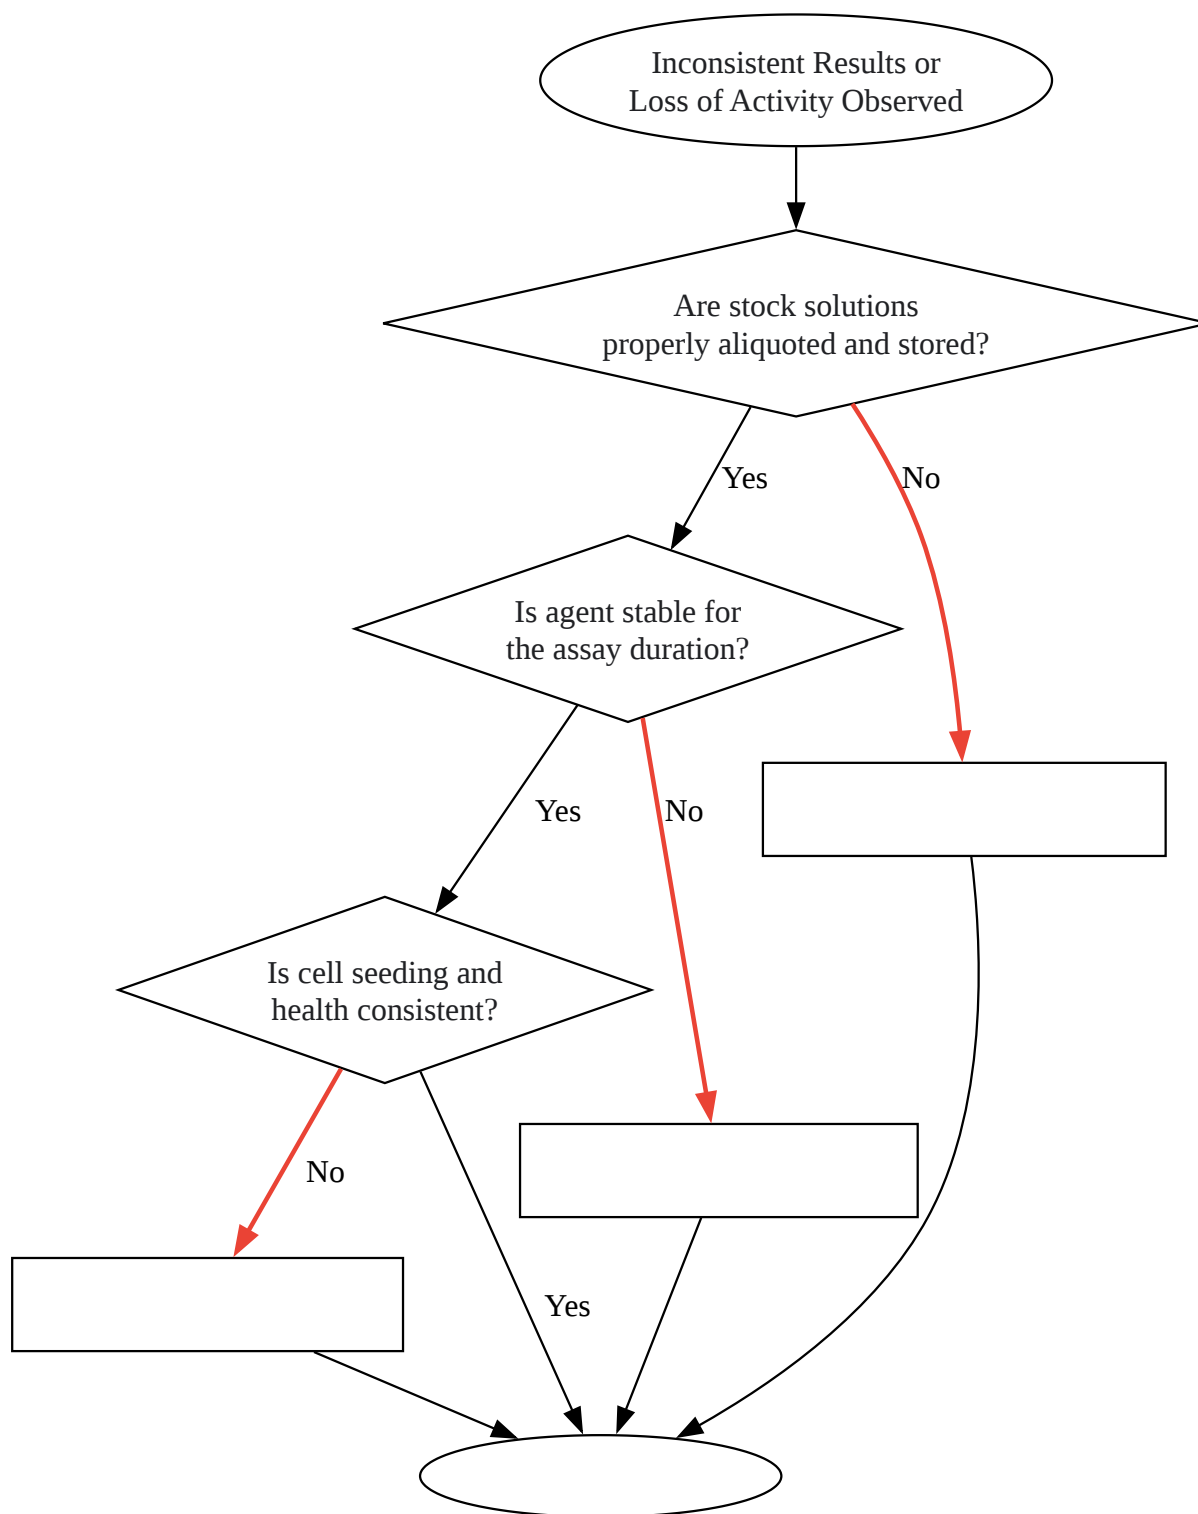 Inconsistent Results or
Loss of Activity Observed
Are stock solutions
properly aliquoted and stored?
Yes
No
Is agent stable for
the assay duration?
Yes
No
Is cell seeding and
health consistent?
No
Yes